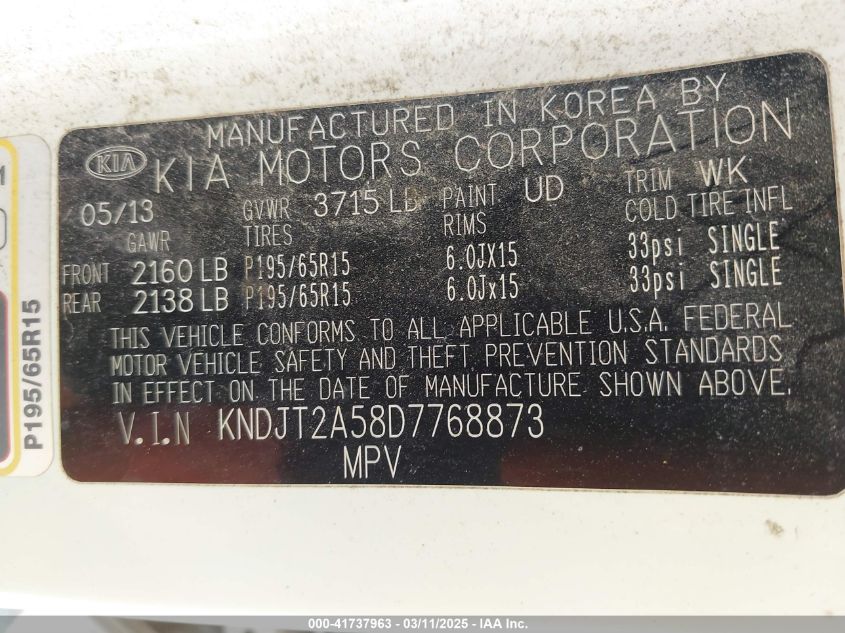 MANUFACTURED IN KOREA BY
KIA KIA MOTORS CORPORATION
05/13 GVWR 3715 LB PAINT UD TRIM WK
GAWR TIRES RIMS COLD TIRE INFL
FRONT 2160 LB P195/65R15 6.0JX15 33psi SINGLE
REAR 2138 LB P195/65R15 6.0Jx15 33psi SINGLE
THIS VEHICLE CONFORMS TO ALL APPLICABLE U.S.A. FEDERAL
MOTOR VEHICLE SAFETY AND THEFT PREVENTION STANDARDS
IN EFFECT ON THE DATE OF MANUFACTURE SHOWN ABOVE.
V.I.N KNDJT2A58D7768873
MPV
P195/65R15
000-41737963 - 03/11/2025 - IAA Inc.